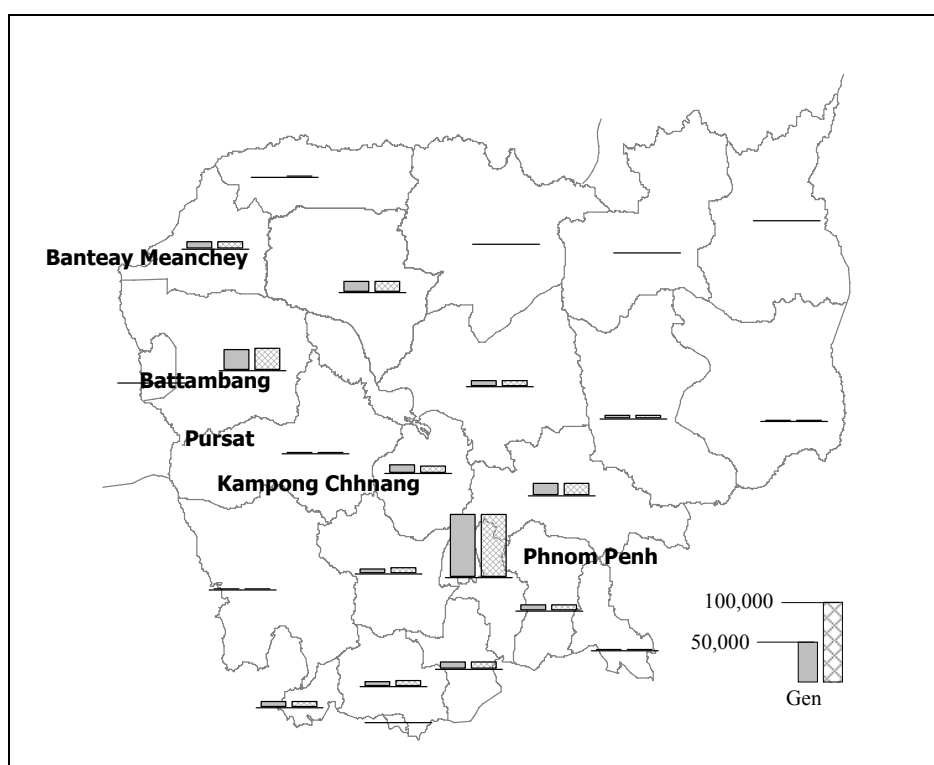 Banteay Meanchey
Battambang
Pursat
Kampong Chhnang
Phnom Penh
100,000
50,000
Gen